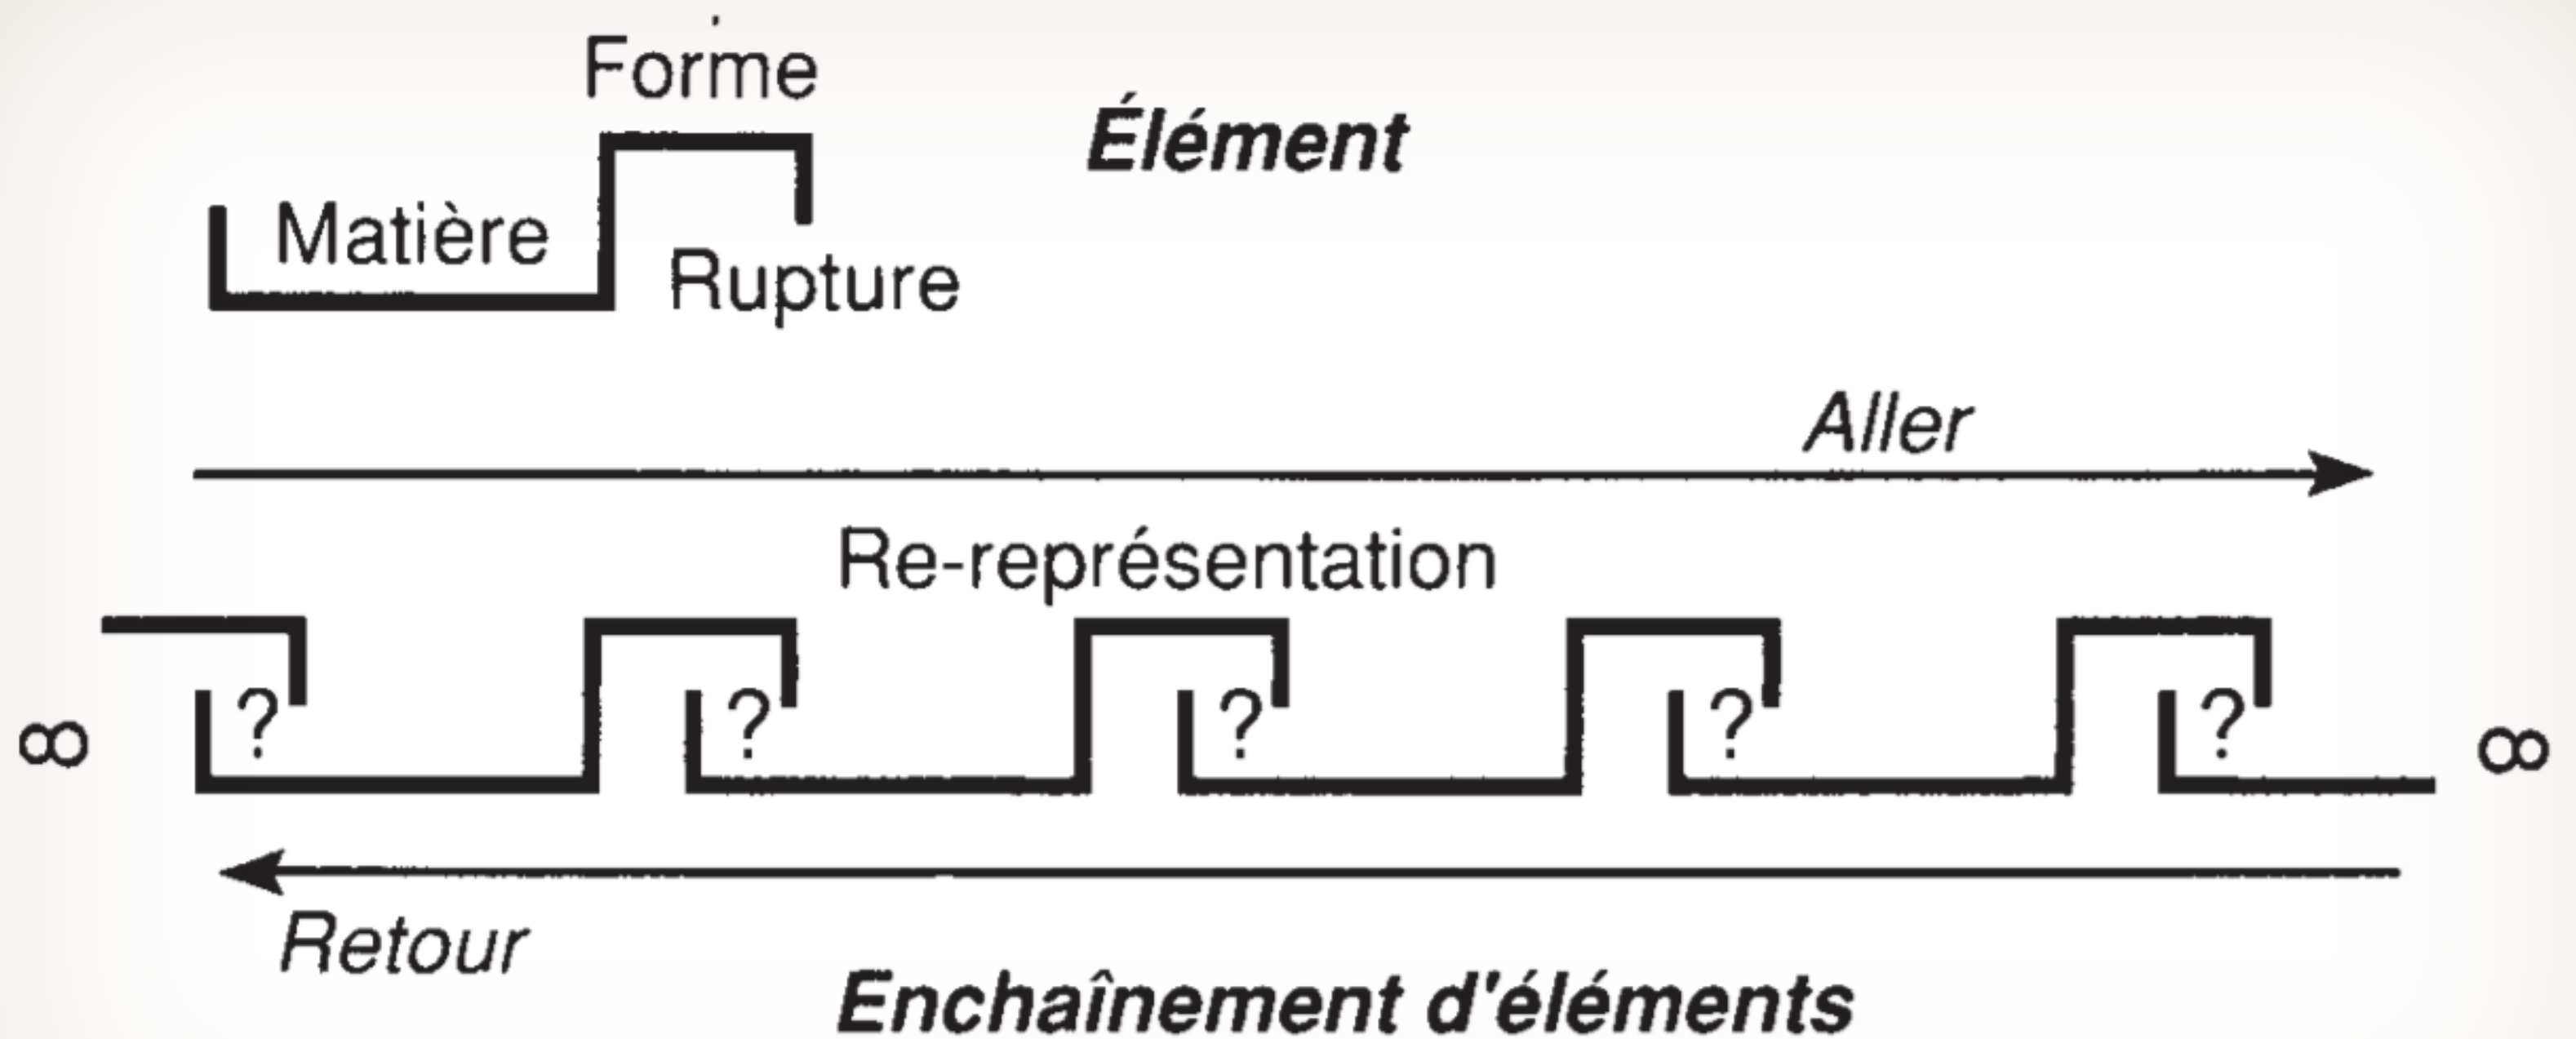 Forme
Élément
Matière
Rupture
Aller
Re-représentation
? ? ? ? ?
∞ ∞
Retour
Enchaînement d'éléments